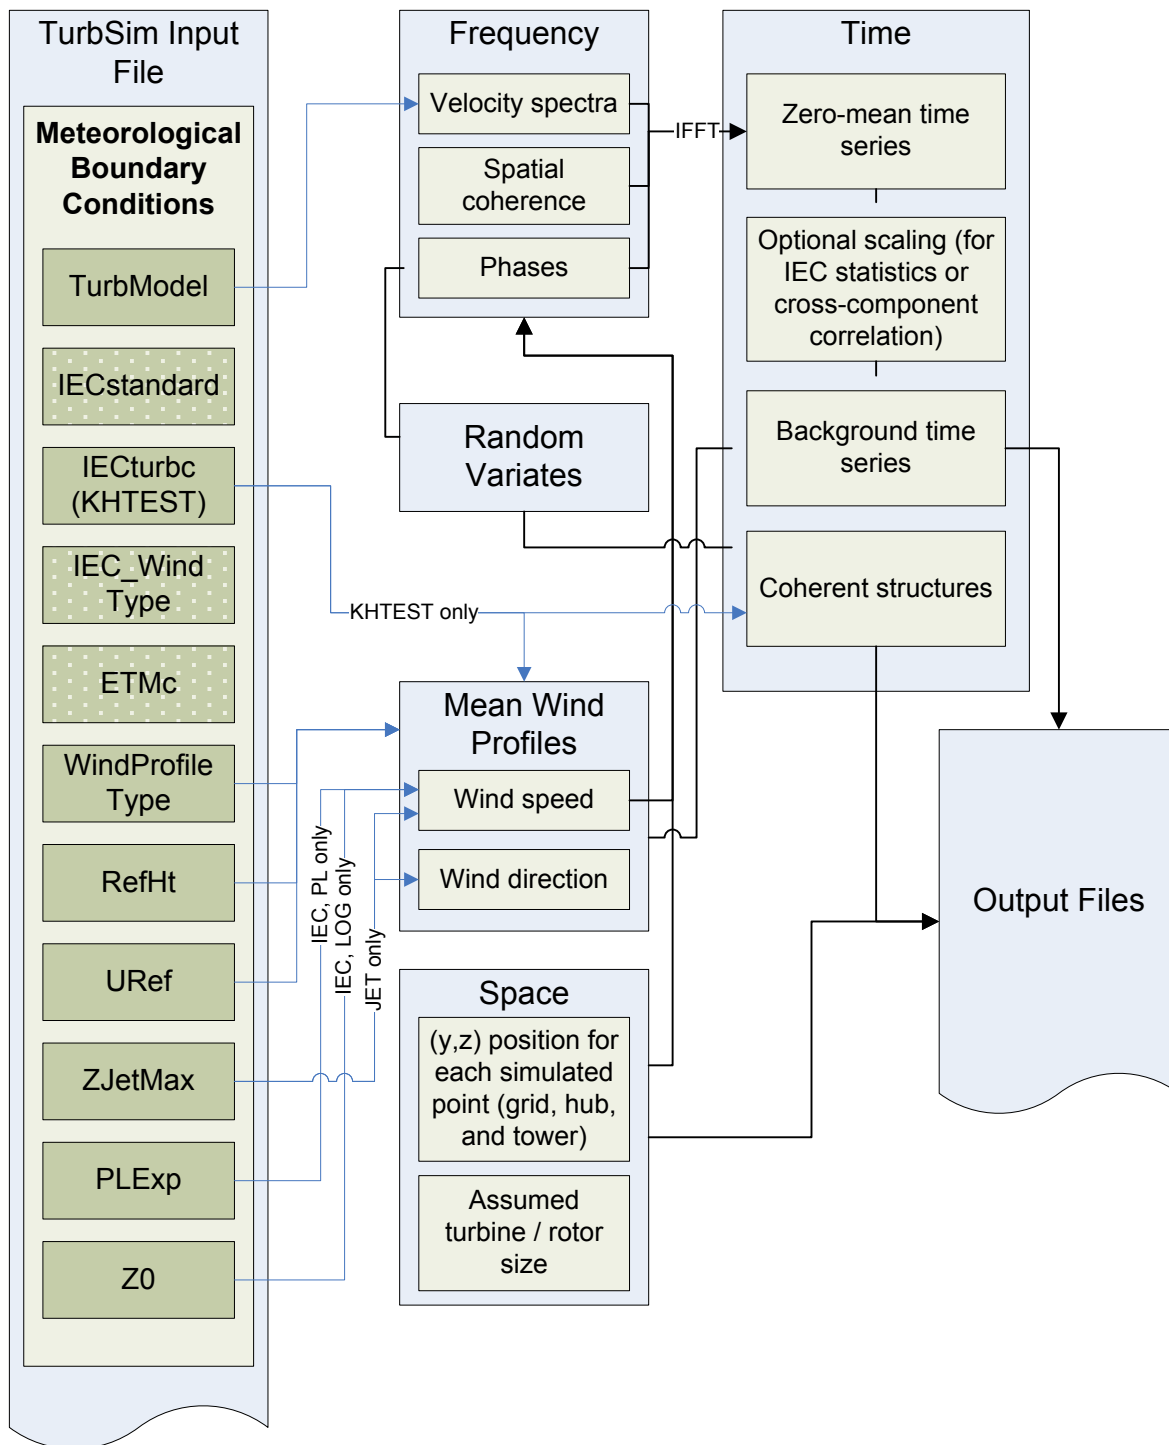 TurbSim Input
File
Meteorological
Boundary
Conditions
TurbModel
IECstandard
IECturbc
(KHTEST)
IEC_Wind
Type
ETMc
WindProfile
Type
RefHt
URef
ZJetMax
PLExp
Z0
Frequency
Velocity spectra
Spatial
coherence
Phases
IFFT
Random
Variates
KHTEST only
Mean Wind
Profiles
Wind speed
Wind direction
IEC, PL only
IEC, LOG only
JET only
Space
(y,z) position for
each simulated
point (grid, hub,
and tower)
Assumed
turbine / rotor
size
Time
Zero-mean time
series
Optional scaling (for
IEC statistics or
cross-component
correlation)
Background time
series
Coherent structures
Output Files